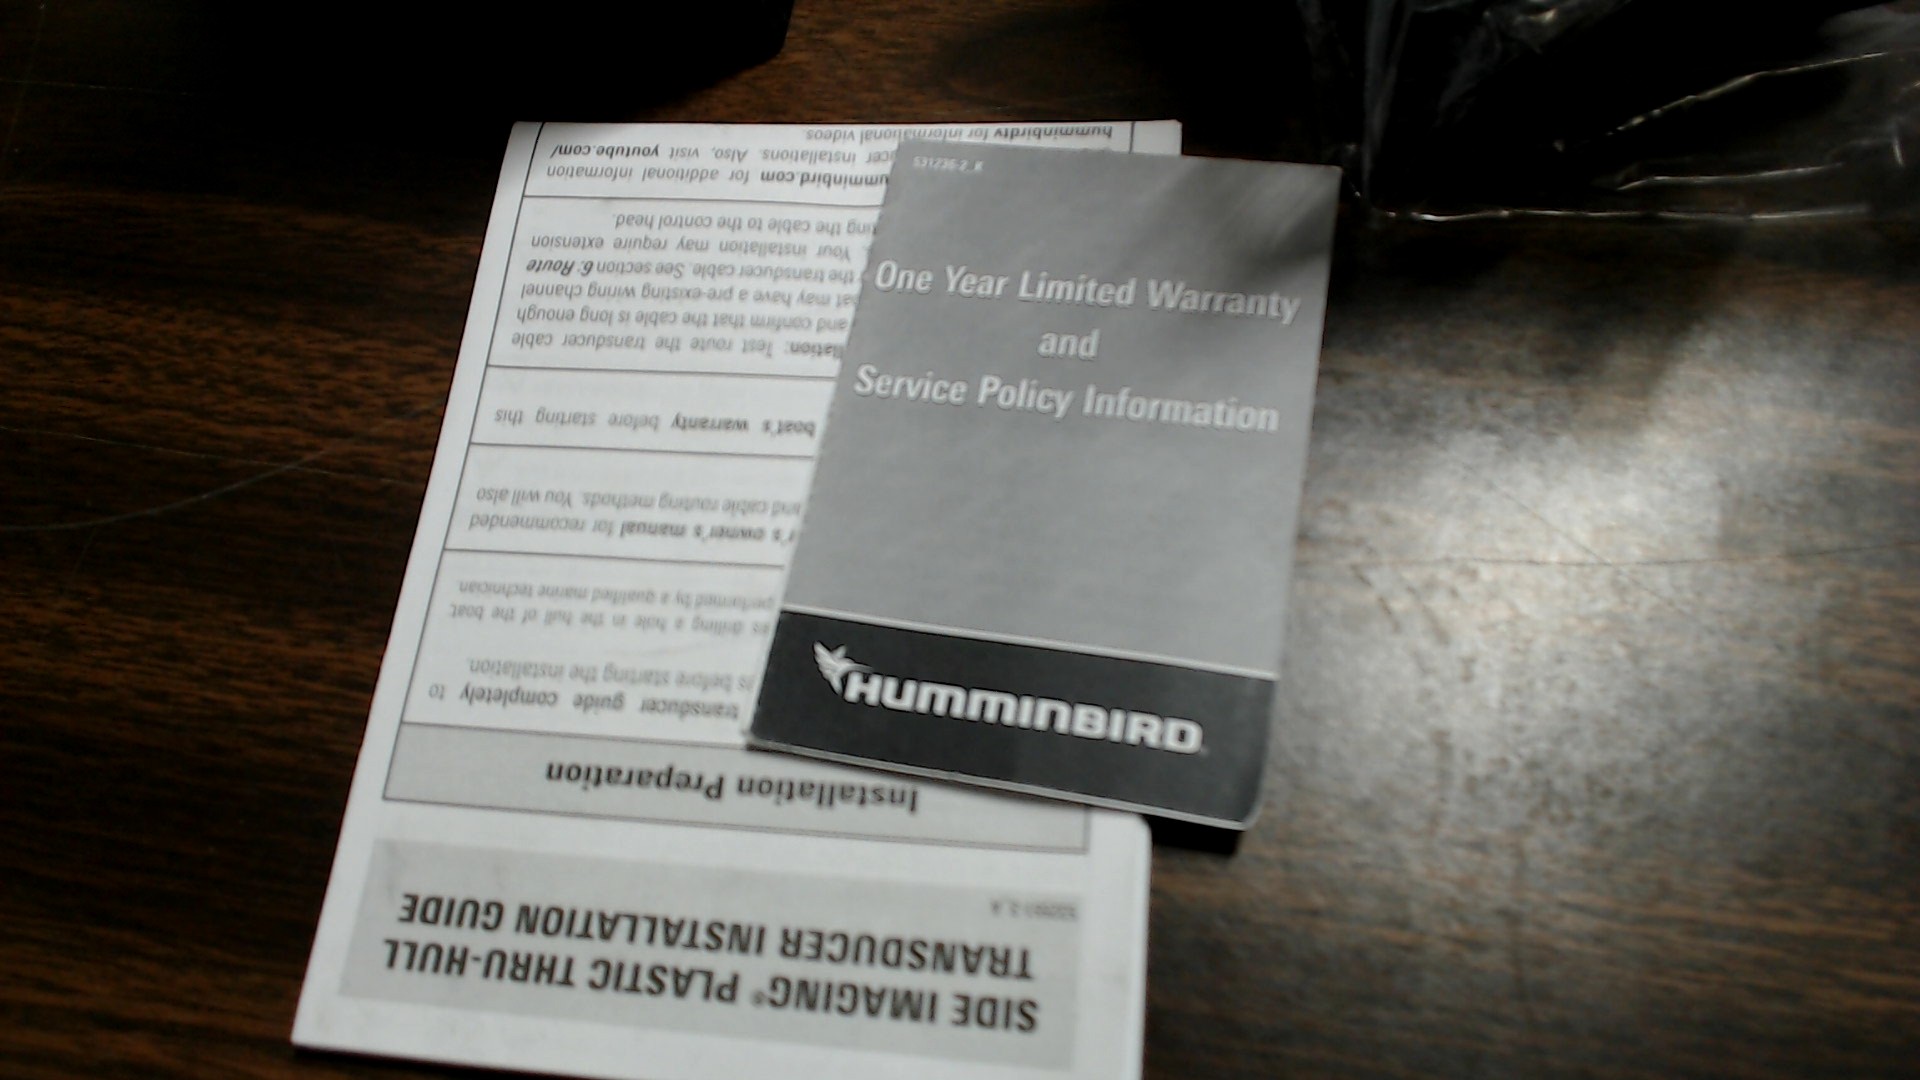 531236-2_K
One Year Limited Warranty
and
Service Policy Information
HUMMINBIRD
SIDE IMAGING® PLASTIC THRU-HULL
TRANSDUCER INSTALLATION GUIDE
Installation Preparation
transducer guide completely to
before starting the installation.
drilling a hole in the hull of the boat
performed by a qualified marine technician
owner's manual for recommended
and cable routing methods. You will also
boat's warranty before starting this
Test route the transducer cable
and confirm that the cable is long enough
may have a pre-existing wiring channel
the transducer cable. See section 6: Route
Your installation may require extension
the cable to the control head.
for additional information
installations. Also, visit youtube.com/
humminbirdtv for informational videos.